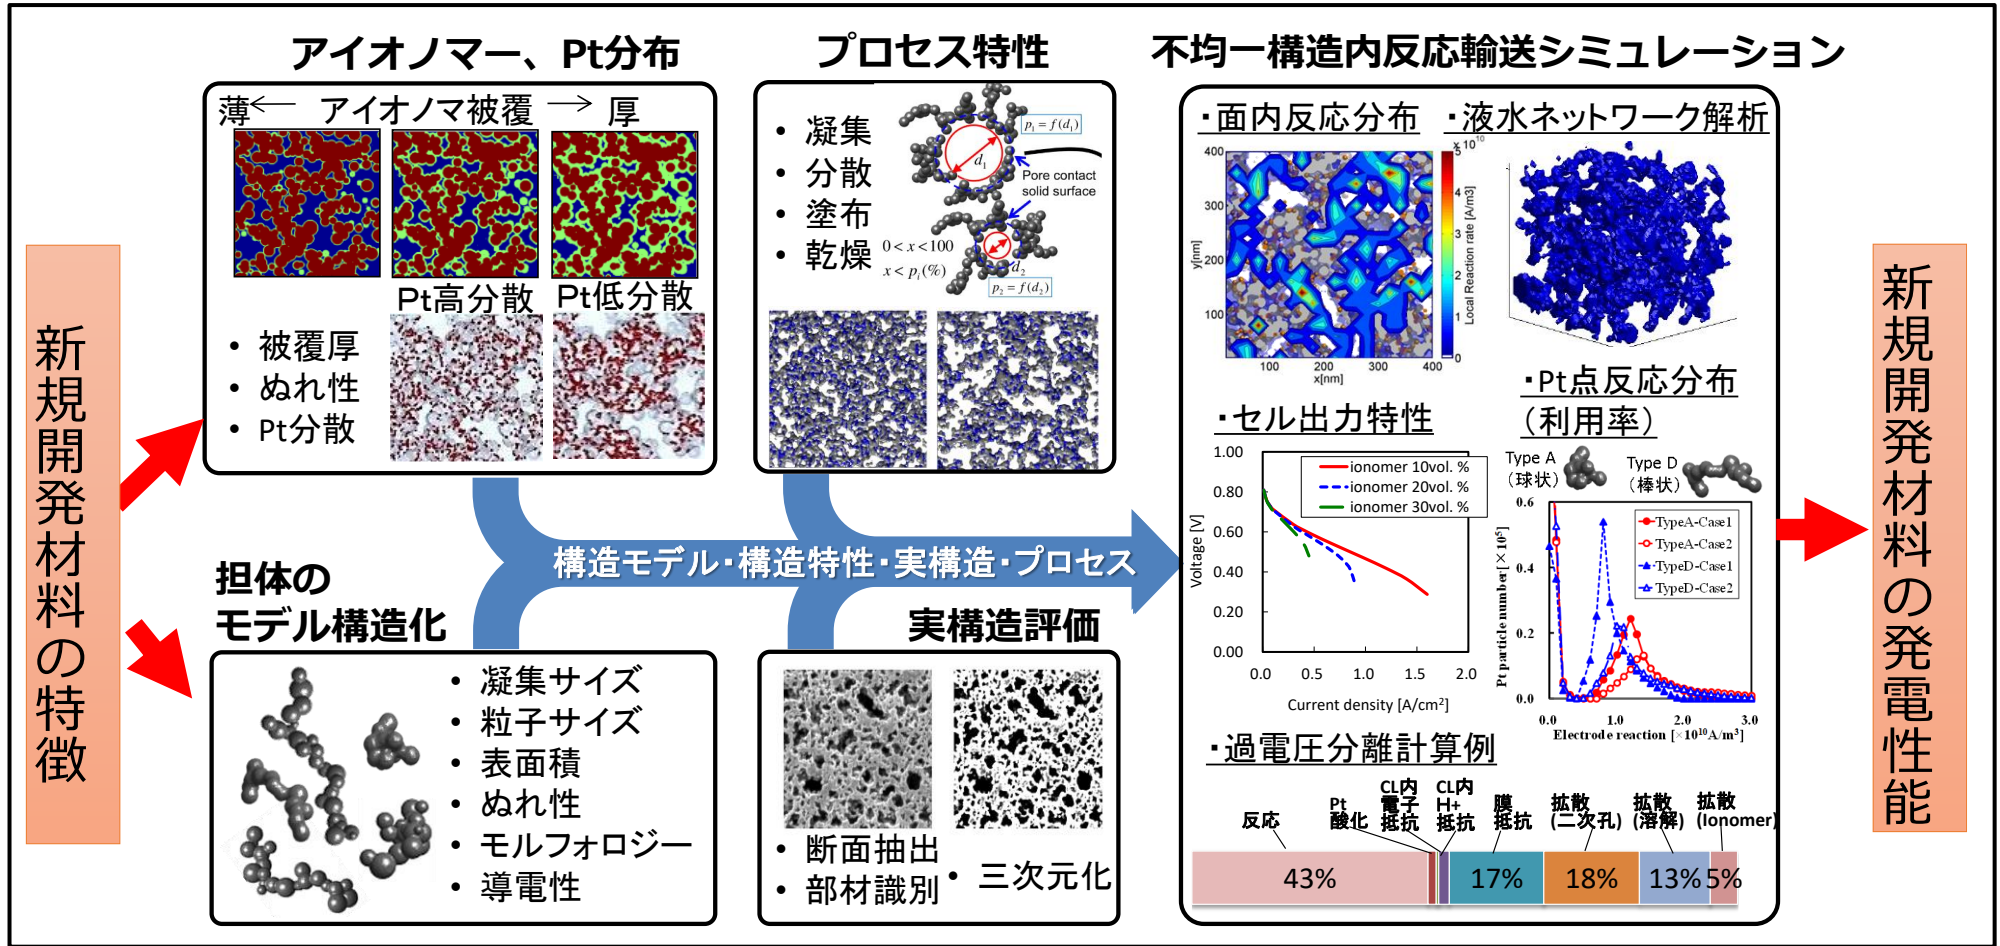 新規開発材料の特徴
アイオノマー、Pt分布
薄← アイオノマ被覆 → 厚
Pt高分散 Pt低分散
• 被覆厚
• ぬれ性
• Pt分散
プロセス特性
• 凝集
• 分散
• 塗布
• 乾燥
p₁ = f(d₁)
d₁
Pore contact
solid surface
0 < x < 100
x < pᵢ(%)
d₂
p₂ = f(d₂)
構造モデル・構造特性・実構造・プロセス
担体の
モデル構造化
• 凝集サイズ
• 粒子サイズ
• 表面積
• ぬれ性
• モルフォロジー
• 導電性
実構造評価
• 断面抽出
• 部材識別
• 三次元化
不均一構造内反応輸送シミュレーション
・面内反応分布
400
300
200
100
y[nm]
100 200 300 400
x[nm]
x 10¹⁰
5
4
3
2
1
0
Local Reaction rate [A/m3]
・液水ネットワーク解析
・セル出力特性
1.00
0.80
0.60
0.40
0.20
0.00
Voltage [V]
ionomer 10vol. %
ionomer 20vol. %
ionomer 30vol. %
0.0 0.5 1.0 1.5 2.0
Current density [A/cm²]
・Pt点反応分布
（利用率）
Type A
（球状）
Type D
（棒状）
0.6
0.4
0.2
0.0
Pt particle number[×10⁵]
TypeA-Case1
TypeA-Case2
TypeD-Case1
TypeD-Case2
0.0 1.0 2.0 3.0
Electrode reaction [×10¹⁰A/m³]
・過電圧分離計算例
反応
Pt
酸化
CL内
電子
抵抗
CL内
H+
抵抗
膜
抵抗
拡散
(二次孔)
拡散
(溶解)
拡散
(Ionomer)
43% 17% 18% 13% 5%
新規開発材料の発電性能